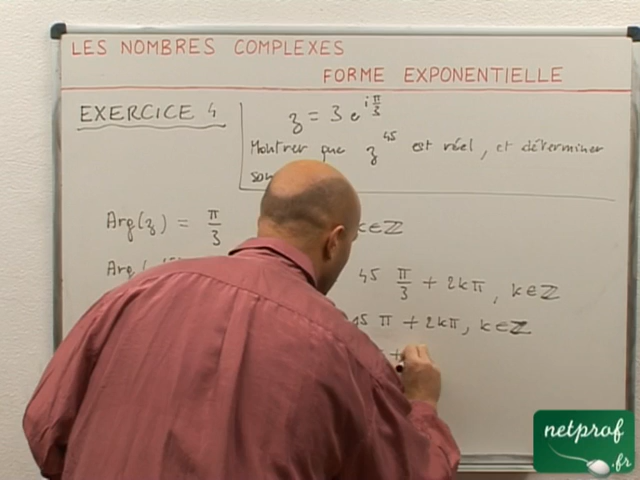 LES NOMBRES COMPLEXES
FORME EXPONENTIELLE
EXERCICE 4
z = 3 e^{i π/3}
Montrer que z^{45} est réel, et déterminer
son
Arg(z) = π/3
k∈ℤ
Arg(
45 π/3 + 2kπ, k∈ℤ
15 π + 2kπ, k∈ℤ
+
netprof
.fr